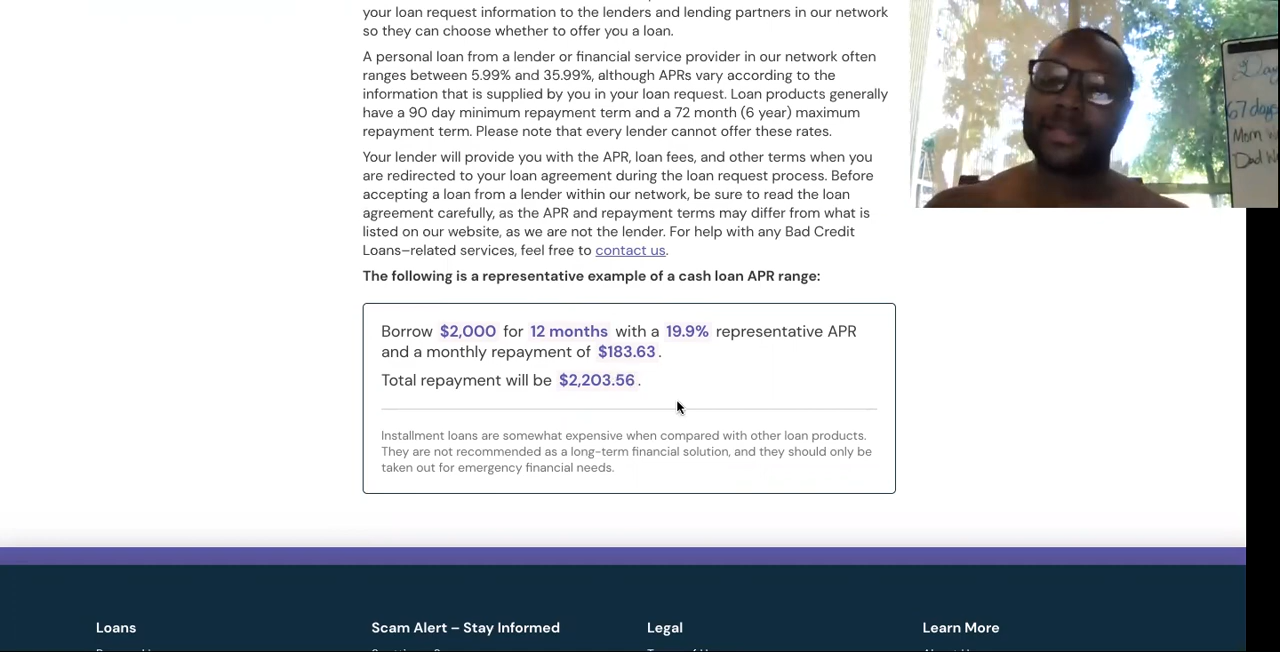 your loan request information to the lenders and lending partners in our network
so they can choose whether to offer you a loan.
A personal loan from a lender or financial service provider in our network often
ranges between 5.99% and 35.99%, although APRs vary according to the
information that is supplied by you in your loan request. Loan products generally
have a 90 day minimum repayment term and a 72 month (6 year) maximum
repayment term. Please note that every lender cannot offer these rates.
Your lender will provide you with the APR, loan fees, and other terms when you
are redirected to your loan agreement during the loan request process. Before
accepting a loan from a lender within our network, be sure to read the loan
agreement carefully, as the APR and repayment terms may differ from what is
listed on our website, as we are not the lender. For help with any Bad Credit
Loans–related services, feel free to contact us.
The following is a representative example of a cash loan APR range:
Borrow $2,000 for 12 months with a 19.9% representative APR
and a monthly repayment of $183.63.
Total repayment will be $2,203.56.
Installment loans are somewhat expensive when compared with other loan products.
They are not recommended as a long-term financial solution, and they should only be
taken out for emergency financial needs.
Loans
Scam Alert – Stay Informed
Legal
Learn More
67 days
Mom
Dad